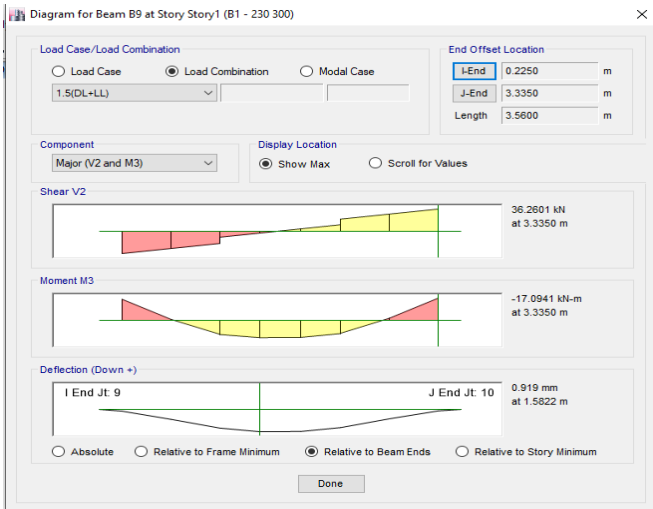 Diagram for Beam B9 at Story Story1 (B1 - 230 300)
Load Case/Load Combination
Load Case
Load Combination
Modal Case
1.5(DL+LL)
End Offset Location
I-End 0.2250 m
J-End 3.3350 m
Length 3.5600 m
Component
Major (V2 and M3)
Display Location
Show Max
Scroll for Values
Shear V2
36.2601 kN
at 3.3350 m
Moment M3
-17.0941 kN-m
at 3.3350 m
Deflection (Down +)
I End Jt: 9
J End Jt: 10
0.919 mm
at 1.5822 m
Absolute
Relative to Frame Minimum
Relative to Beam Ends
Relative to Story Minimum
Done